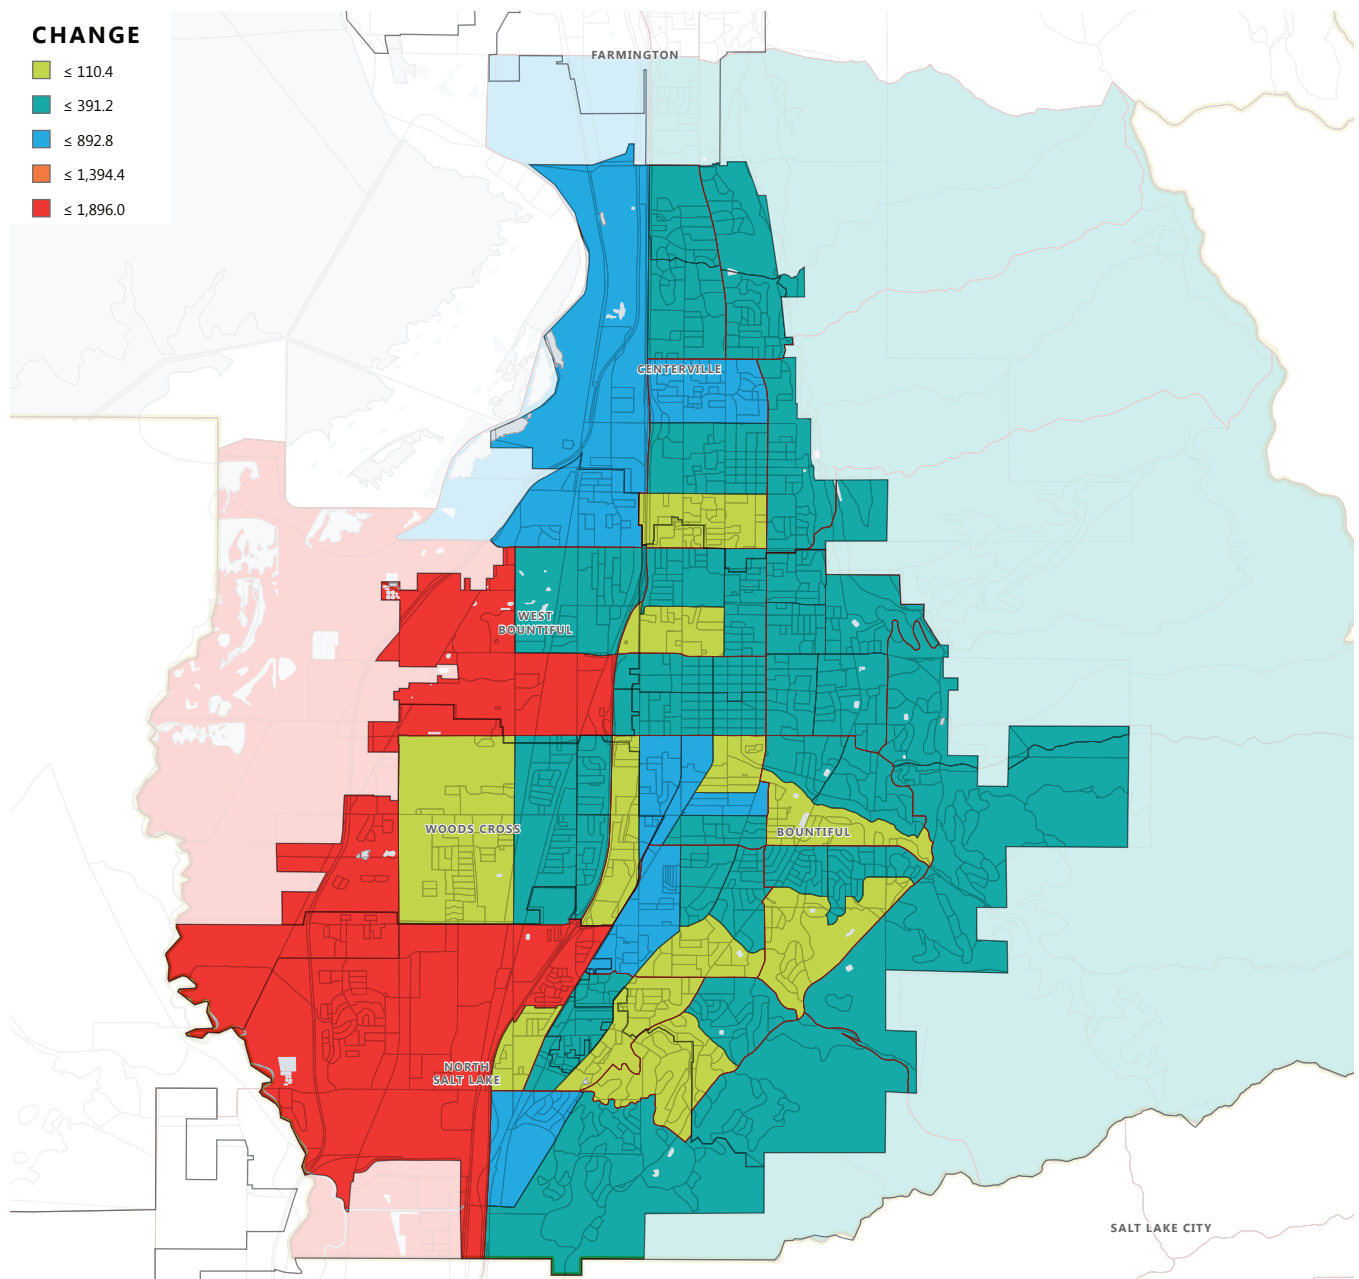 CHANGE
≤ 110.4
≤ 391.2
≤ 892.8
≤ 1,394.4
≤ 1,896.0
FARMINGTON
CENTERVILLE
WEST
BOUNTIFUL
WOODS CROSS
BOUNTIFUL
NORTH
SALT LAKE
SALT LAKE CITY